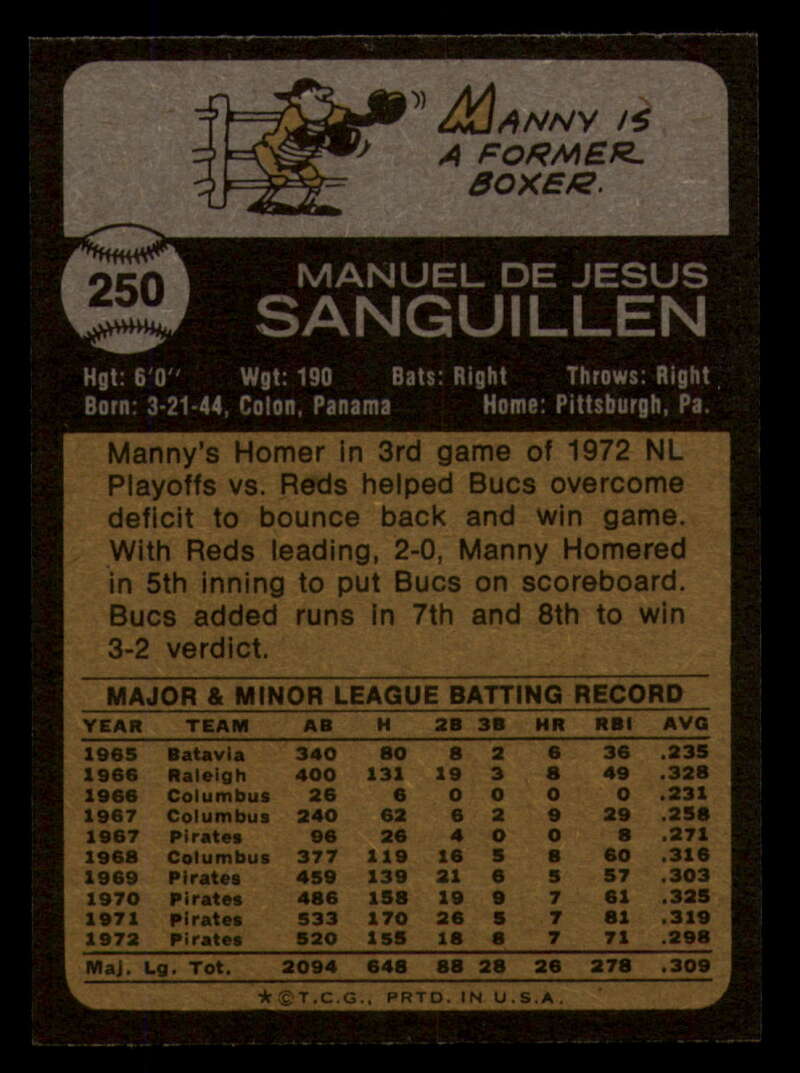 MANNY IS
A FORMER
BOXER.
250
MANUEL DE JESUS
SANGUILLEN
Hgt: 6'0" Wgt: 190 Bats: Right Throws: Right
Born: 3-21-44, Colon, Panama Home: Pittsburgh, Pa.
Manny's Homer in 3rd game of 1972 NL
Playoffs vs. Reds helped Bucs overcome
deficit to bounce back and win game.
With Reds leading, 2-0, Manny Homered
in 5th inning to put Bucs on scoreboard.
Bucs added runs in 7th and 8th to win
3-2 verdict.
MAJOR & MINOR LEAGUE BATTING RECORD
YEAR TEAM AB H 2B 3B HR RBI AVG
1965 Batavia 340 80 8 2 6 36 .235
1966 Raleigh 400 131 19 3 8 49 .328
1966 Columbus 26 6 0 0 0 0 .231
1967 Columbus 240 62 6 2 9 29 .258
1967 Pirates 96 26 4 0 0 8 .271
1968 Columbus 377 119 16 5 8 60 .316
1969 Pirates 459 139 21 6 5 57 .303
1970 Pirates 486 158 19 9 7 61 .325
1971 Pirates 533 170 26 5 7 81 .319
1972 Pirates 520 155 18 8 7 71 .298
Maj. Lg. Tot. 2094 648 88 28 26 278 .309
*©T.C.G., PRTD. IN U.S.A.